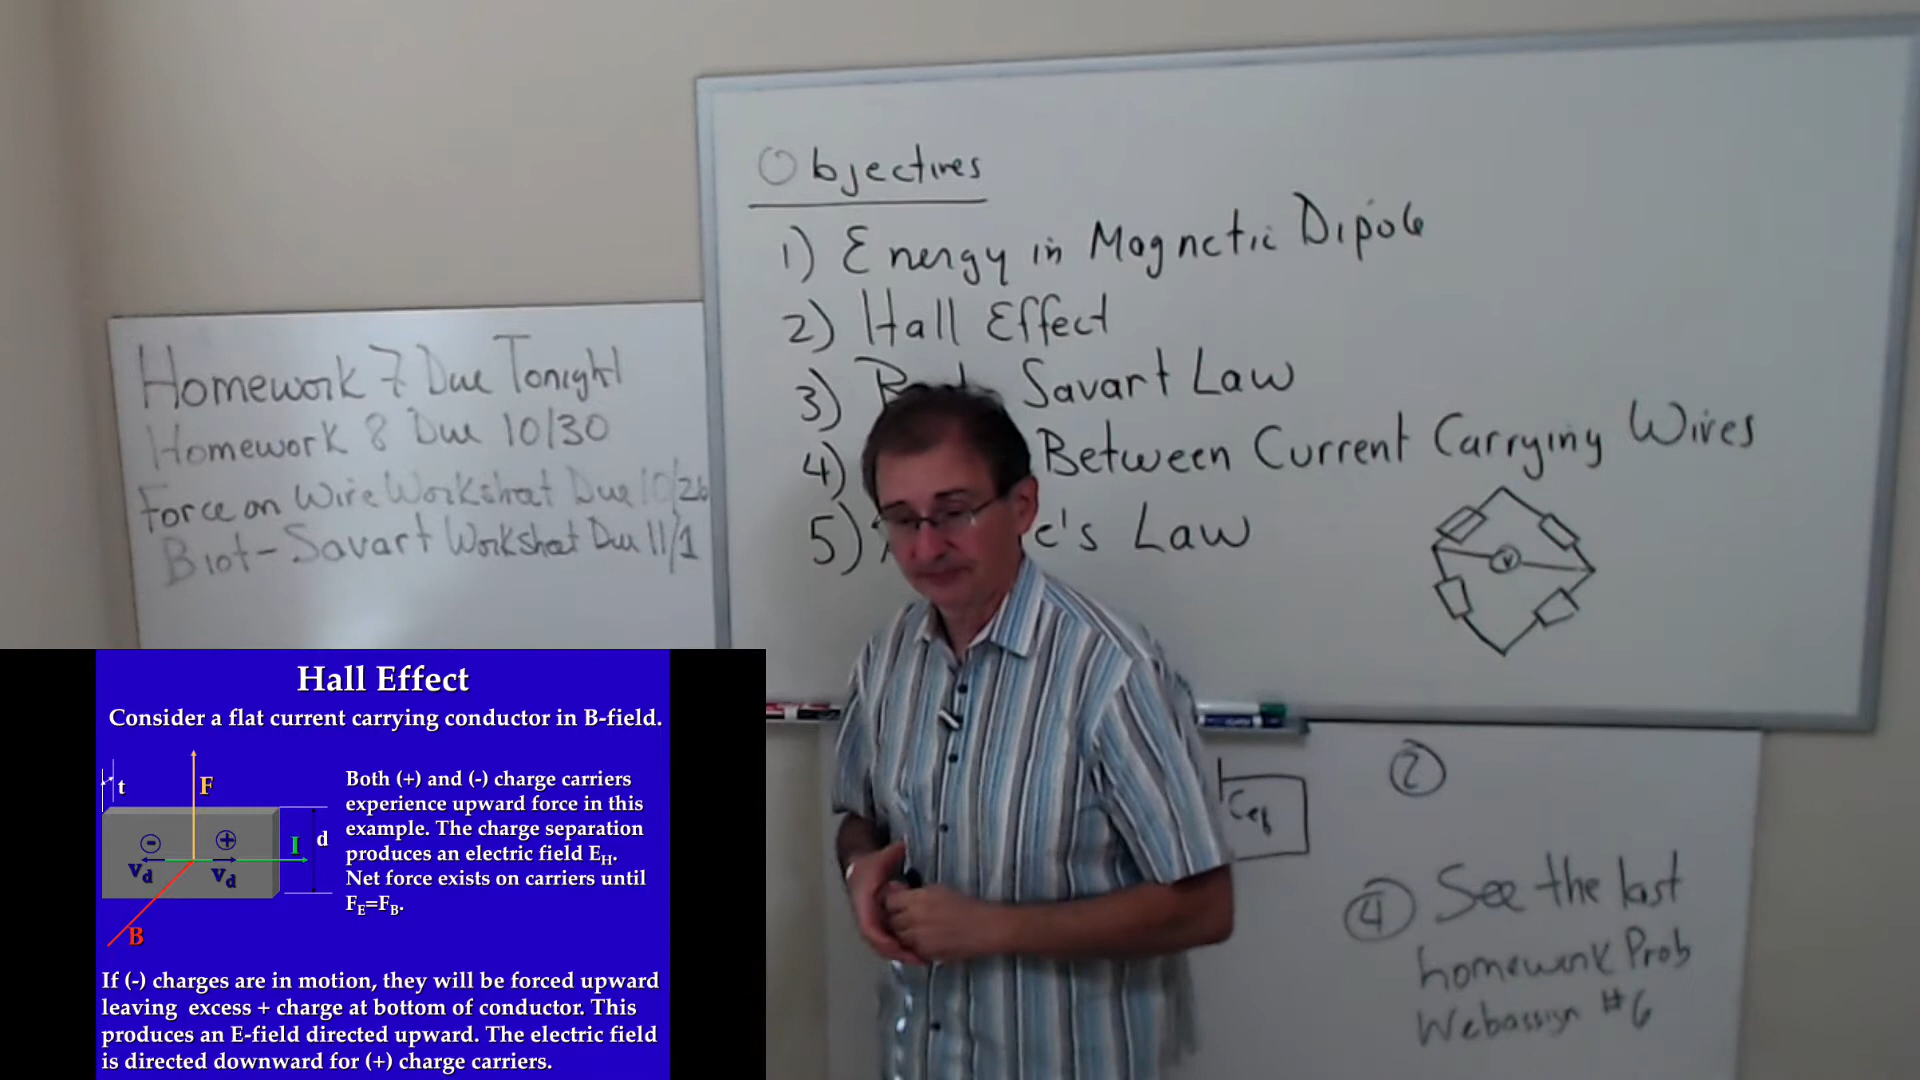 Objectives
1) Energy in Magnetic Dipole
2) Hall Effect
3) Savart Law
4) Between Current Carrying Wires
5) e's Law
V
Homework 7 Due Tonight
Homework 8 Due 10/30
Force on Wire Worksheet Due 10/26
Biot-Savart Worksheet Due 11/1
Hall Effect
Consider a flat current carrying conductor in B-field.
t
F
d
I
- +
vd vd
B
Both (+) and (-) charge carriers
experience upward force in this
example. The charge separation
produces an electric field EH.
Net force exists on carriers until
FE=FB.
If (-) charges are in motion, they will be forced upward
leaving excess + charge at bottom of conductor. This
produces an E-field directed upward. The electric field
is directed downward for (+) charge carriers.
Ceq
2
4 See the last
homework Prob
Webassign #6